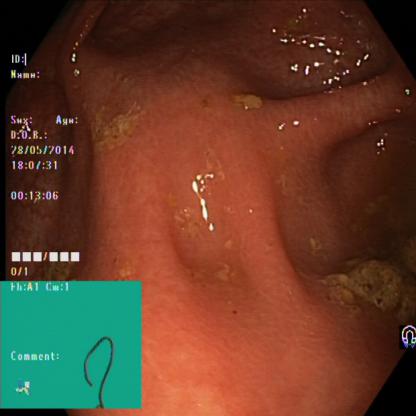 ID:
Name:
Sex: Age:
D.O.B.:
28/05/2014
18:07:31
00:13:06
0/1
Eh:A1 Cm:1
Comment: